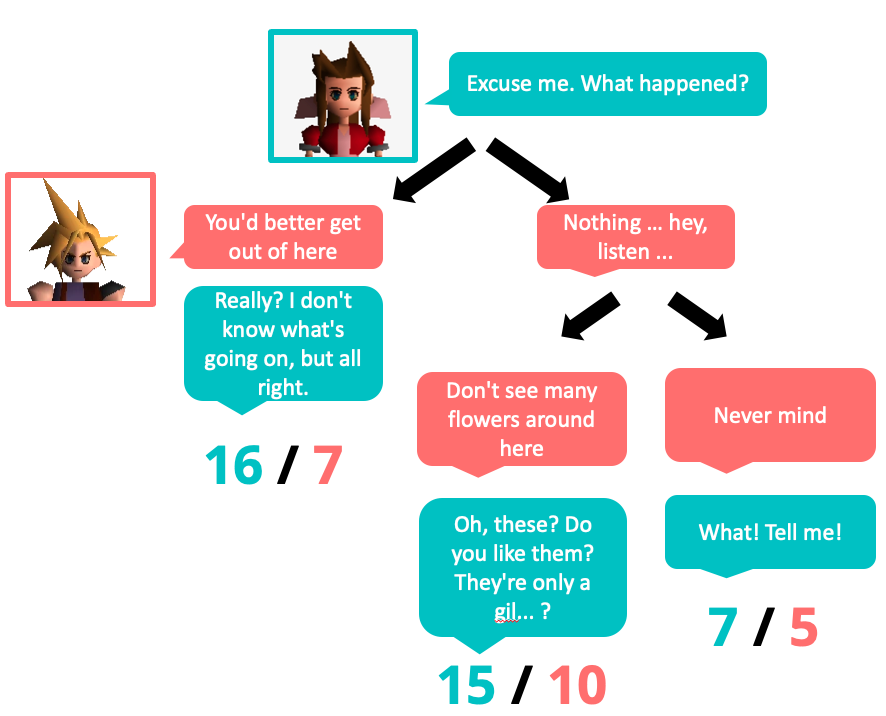 Excuse me. What happened?
You'd better get
out of here
Nothing ... hey,
listen ...
Really? I don't
know what's
going on, but all
right.
16 / 7
Don't see many
flowers around
here
Never mind
Oh, these? Do
you like them?
They're only a
gil... ?
What! Tell me!
7 / 5
15 / 10